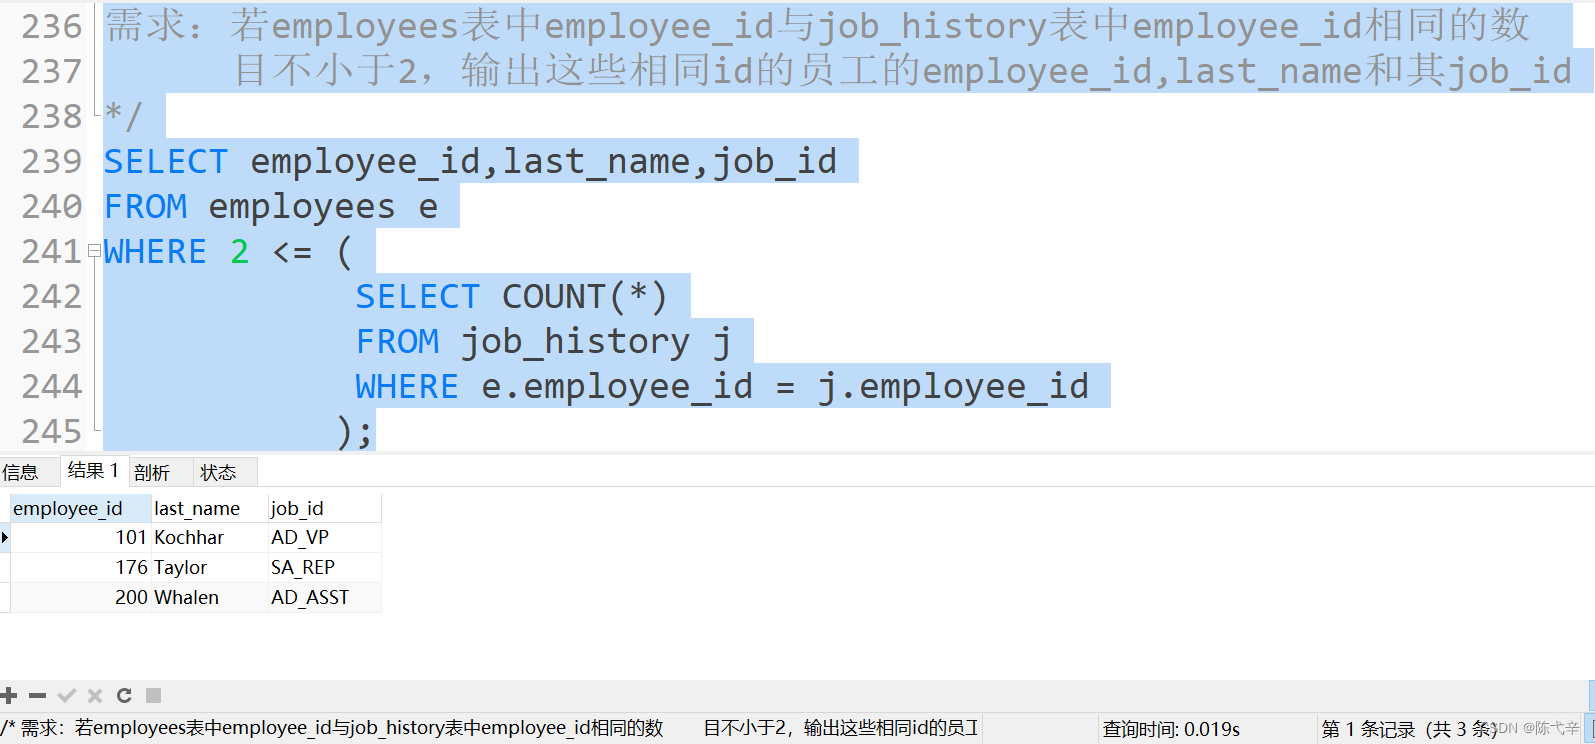 236 需求：若employees表中employee_id与job_history表中employee_id相同的数
237 目不小于2，输出这些相同id的员工的employee_id,last_name和其job_id
238 */
239 SELECT employee_id,last_name,job_id
240 FROM employees e
241 WHERE 2 <= (
242 SELECT COUNT(*)
243 FROM job_history j
244 WHERE e.employee_id = j.employee_id
245 );
信息 结果 1 剖析 状态
employee_id last_name job_id
101 Kochhar AD_VP
176 Taylor SA_REP
200 Whalen AD_ASST
/* 需求：若employees表中employee_id与job_history表中employee_id相同的数 目不小于2，输出这些相同id的员工 查询时间: 0.019s 第 1 条记录（共 3 条）
CSDN @陈弋辛